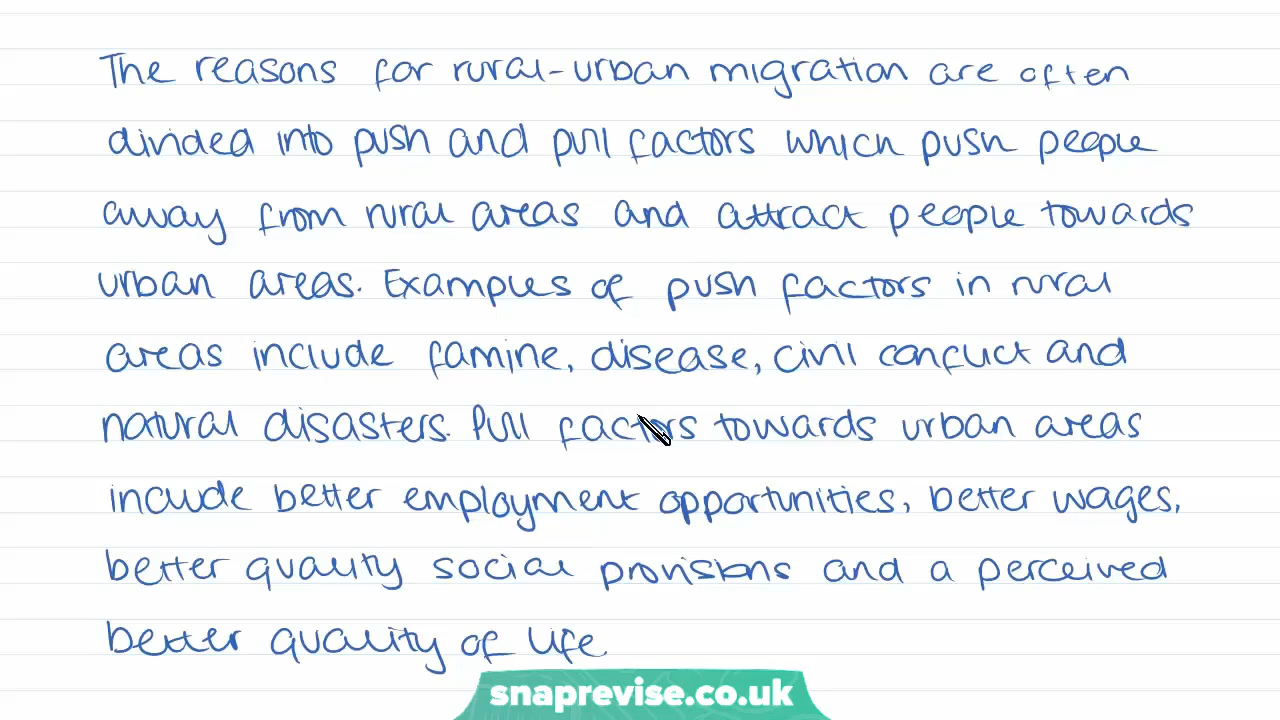 The reasons for rural-urban migration are often
divided into push and pull factors which push people
away from rural areas and attract people towards
urban areas. Examples of push factors in rural
areas include famine, disease, civil conflict and
natural disasters. Pull factors towards urban areas
include better employment opportunities, better wages,
better quality social provisions and a perceived
better quality of life
snaprevise.co.uk